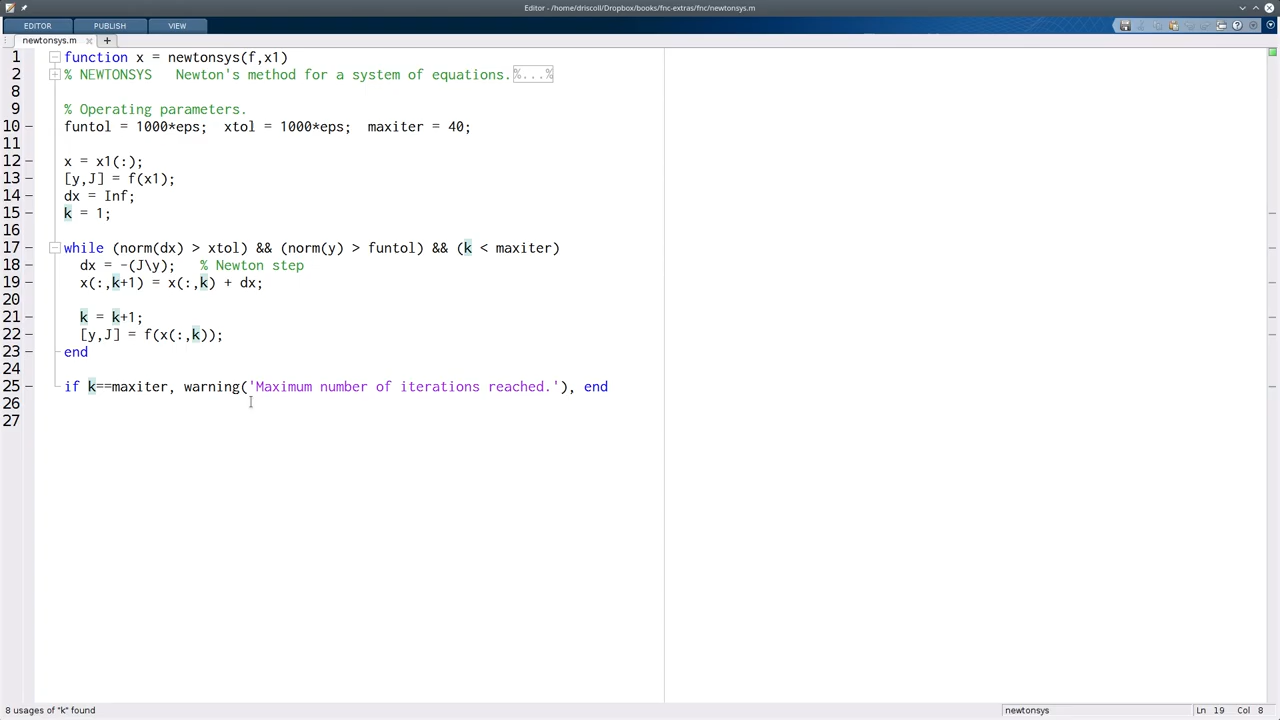 Editor - /home/driscoll/Dropbox/books/fnc-extras/fnc/newtonsys.m
EDITOR PUBLISH VIEW
newtonsys.m × +
1 function x = newtonsys(f,x1)
2 % NEWTONSYS   Newton's method for a system of equations.%...%
8
9 % Operating parameters.
10 funtol = 1000*eps;  xtol = 1000*eps;  maxiter = 40;
11
12 x = x1(:);
13 [y,J] = f(x1);
14 dx = Inf;
15 k = 1;
16
17 while (norm(dx) > xtol) && (norm(y) > funtol) && (k < maxiter)
18   dx = -(J\y);   % Newton step
19   x(:,k+1) = x(:,k) + dx;
20
21   k = k+1;
22   [y,J] = f(x(:,k));
23 end
24
25 if k==maxiter, warning('Maximum number of iterations reached.'), end
26
27
8 usages of "k" found newtonsys Ln 19 Col 8